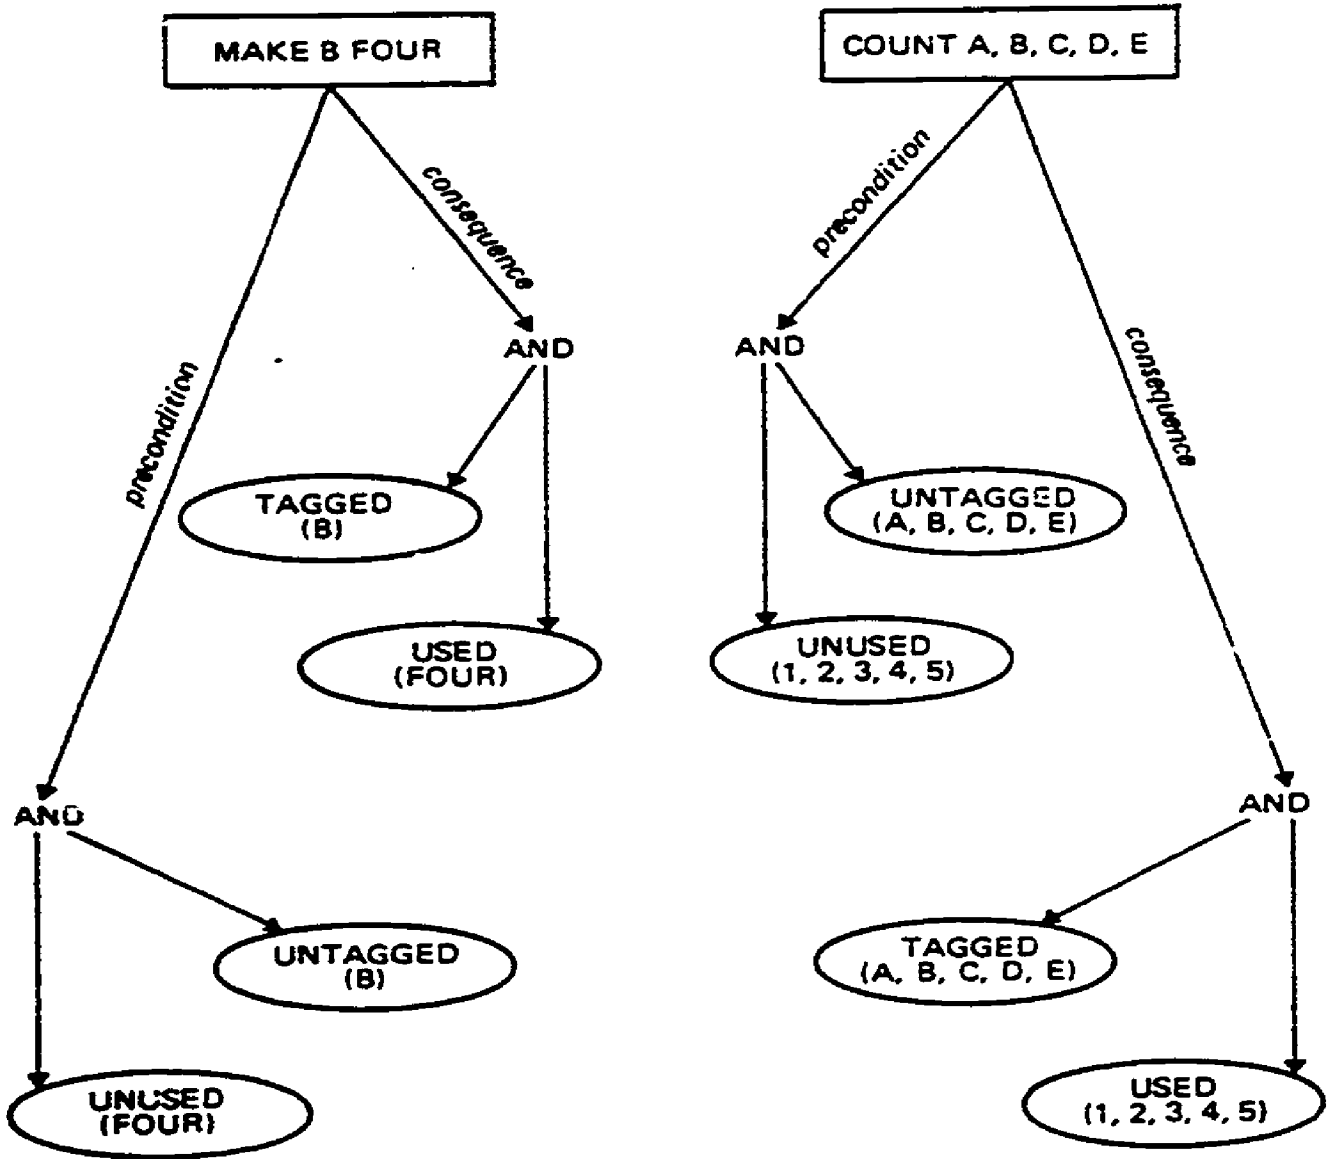 MAKE B FOUR
COUNT A, B, C, D, E
precondition
consequence
precondition
consequence
AND
AND
TAGGED
(B)
UNTAGGED
(A, B, C, D, E)
USED
(FOUR)
UNUSED
(1, 2, 3, 4, 5)
AND
AND
UNTAGGED
(B)
TAGGED
(A, B, C, D, E)
UNUSED
(FOUR)
USED
(1, 2, 3, 4, 5)